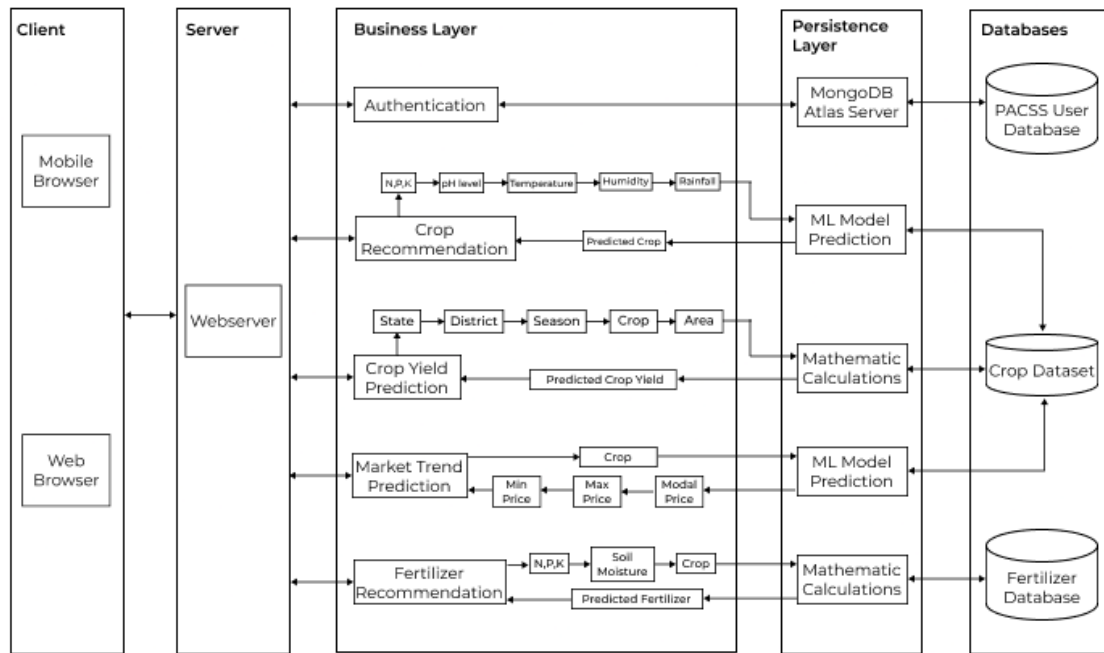 Client
Server
Business Layer
Persistence
Layer
Databases
Mobile
Browser
Web
Browser
Webserver
Authentication
MongoDB
Atlas Server
PACSS User
Database
N,P,K
pH level
Temperature
Humidity
Rainfall
Crop
Recommendation
Predicted Crop
ML Model
Prediction
State
District
Season
Crop
Area
Crop Yield
Prediction
Predicted Crop Yield
Mathematic
Calculations
Crop Dataset
Market Trend
Prediction
Crop
Min
Price
Max
Price
Modal
Price
ML Model
Prediction
Fertilizer
Recommendation
N,P,K
Soil
Moisture
Crop
Predicted Fertilizer
Mathematic
Calculations
Fertilizer
Database